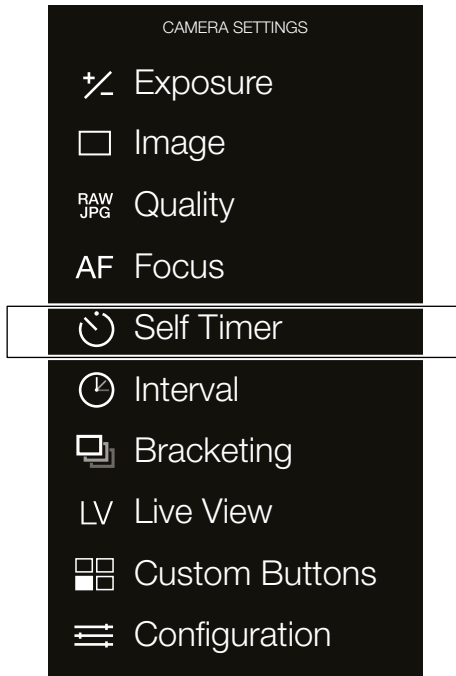 CAMERA SETTINGS
Exposure
Image
RAW
JPG Quality
AF Focus
Self Timer
Interval
Bracketing
LV Live View
Custom Buttons
Configuration